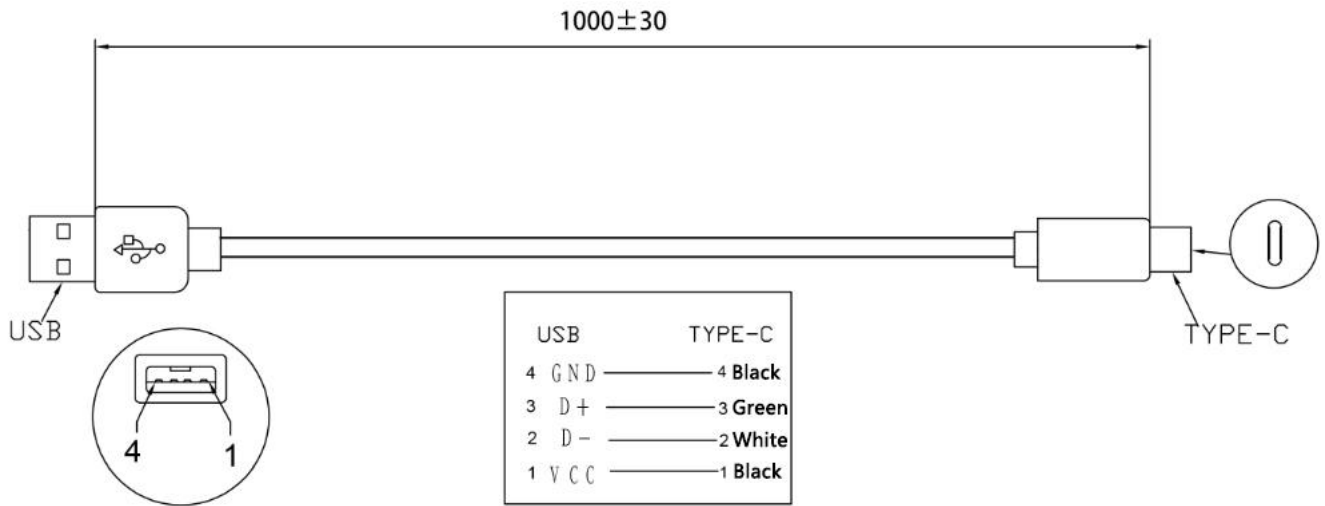 1000±30
USB
TYPE-C
4 1
USB TYPE-C
4 GND 4 Black
3 D+ 3 Green
2 D- 2 White
1 VCC 1 Black